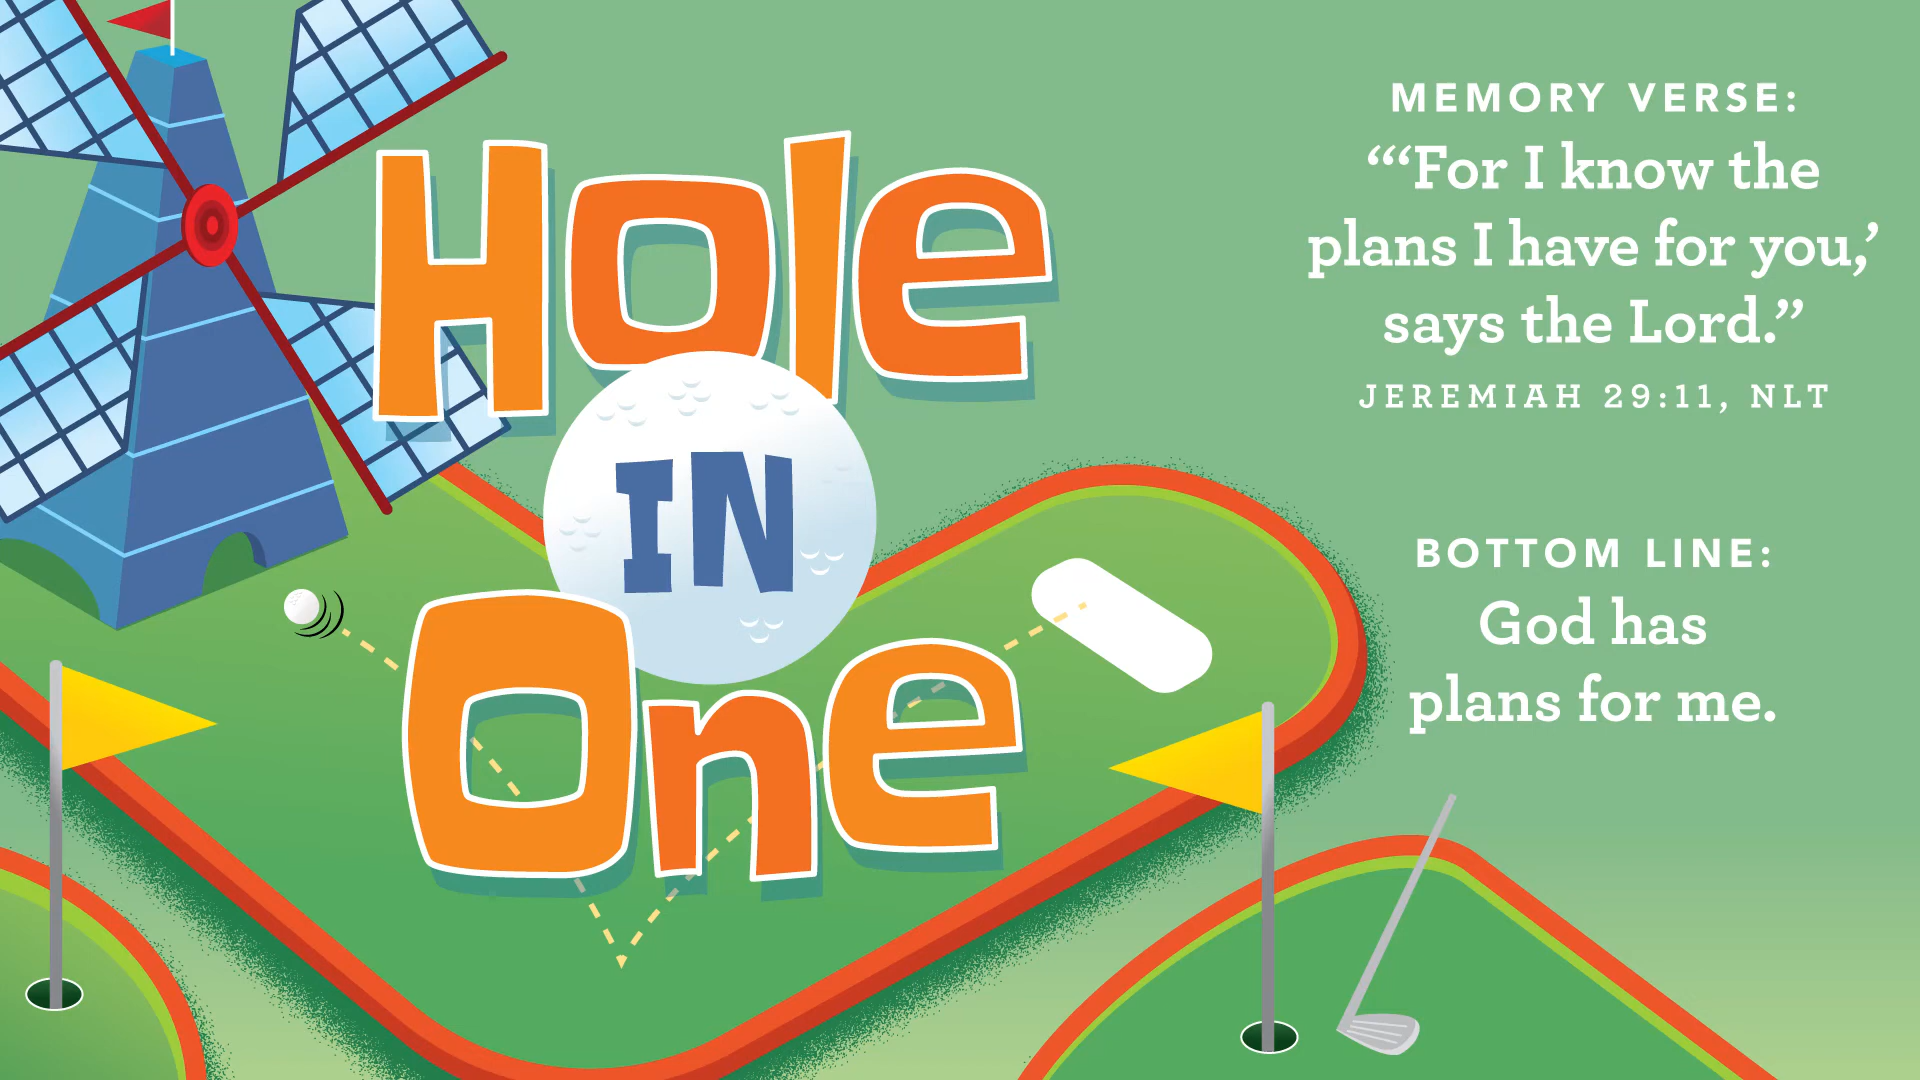 Hole
IN
One
MEMORY VERSE:
“‘“For I know the
plans I have for you,’
says the Lord.”
JEREMIAH 29:11, NLT
BOTTOM LINE:
God has
plans for me.